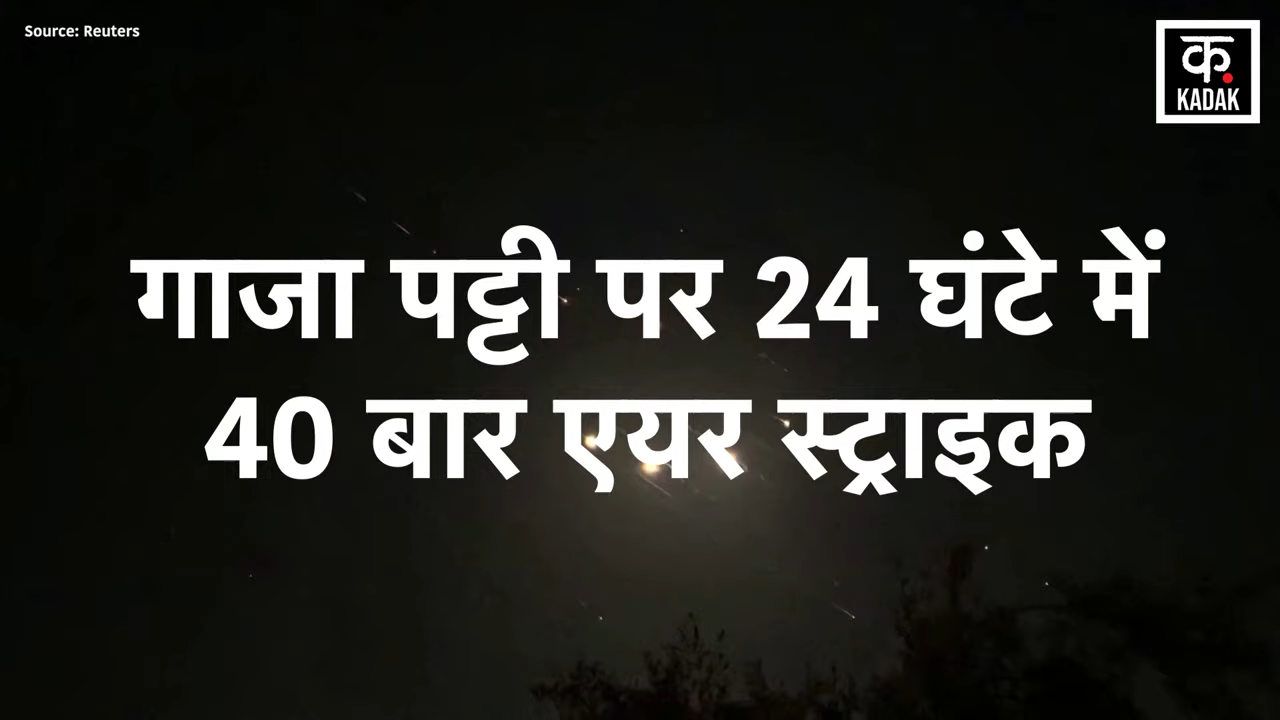 Source: Reuters
क.
KADAK
गाजा पट्टी पर 24 घंटे में
40 बार एयर स्ट्राइक